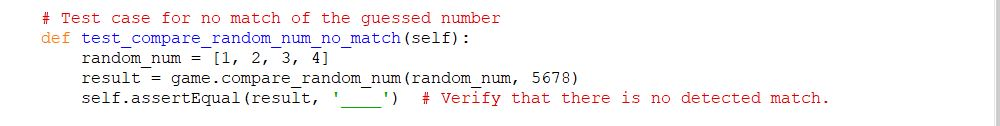 # Test case for no match of the guessed number
def test_compare_random_num_no_match(self):
    random_num = [1, 2, 3, 4]
    result = game.compare_random_num(random_num, 5678)
    self.assertEqual(result, '____')  # Verify that there is no detected match.